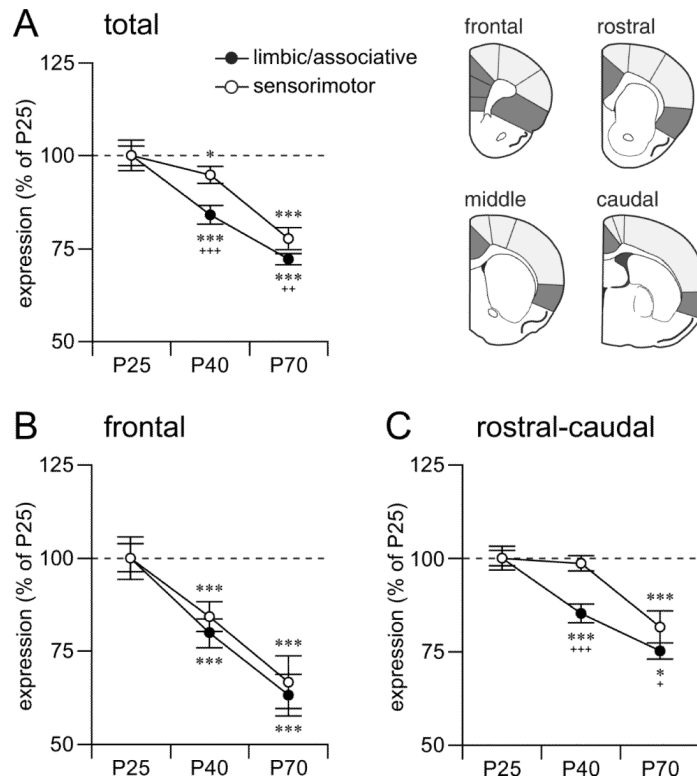 A total
limbic/associative
sensorimotor
expression (% of P25)
125
100
75
50
*
***
+++
***
***
++
P25 P40 P70
frontal rostral
middle caudal
B frontal
expression (% of P25)
125
100
75
50
***
***
***
***
P25 P40 P70
C rostral-caudal
expression (% of P25)
125
100
75
50
***
+++
***
*
+
P25 P40 P70